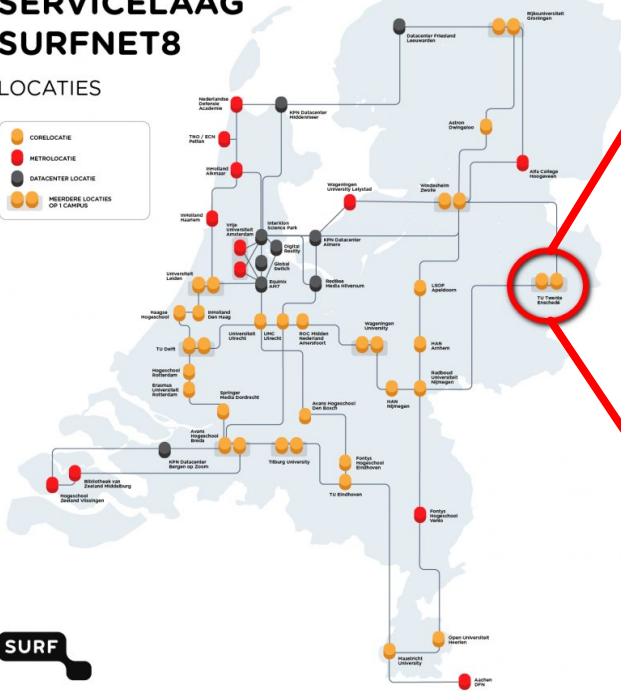 SERVICELAAG
SURFNET8
LOCATIES
CORELOCATIE
METROLOCATIE
DATACENTER LOCATIE
MEERDERE LOCATIES
OP 1 CAMPUS
Rijksuniversiteit
Groningen
Datacenter Friesland
Leeuwarden
Nederlandse
Defensie
Academie
KPN Datacenter
Middenmeer
TNO / ECN
Petten
Astron
Dwingeloo
Inholland
Alkmaar
Alfa College
Hoogeveen
Wageningen
University Lelystad
Windesheim
Zwolle
Inholland
Haarlem
Vrije
Universiteit
Amsterdam
Interxion
Science Park
Digital
Reality
KPN Datacenter
Almere
Global
Switch
Universiteit
Leiden
Equinix
AM7
RedBee
Media Hilversum
LSOP
Apeldoorn
TU Twente
Enschede
Haagse
Hogeschool
Inholland
Den Haag
Universiteit
Utrecht
UMC
Utrecht
ROC Midden
Nederland
Amersfoort
Wageningen
University
TU Delft
HAN
Arnhem
Hogeschool
Rotterdam
Erasmus
Universiteit
Rotterdam
Radboud
Universiteit
Nijmegen
HAN
Nijmegen
Springer
Media Dordrecht
Avans Hogeschool
Den Bosch
Avans
Hogeschool
Breda
KPN Datacenter
Bergen op Zoom
Tilburg University
Fontys
Hogeschool
Eindhoven
Bibliotheek van
Zeeland Middelburg
Hogeschool
Zeeland Vlissingen
TU Eindhoven
Fontys
Hogeschool
Venlo
Open Universiteit
Heerlen
Maastricht
University
Aachen
DFN
SURF